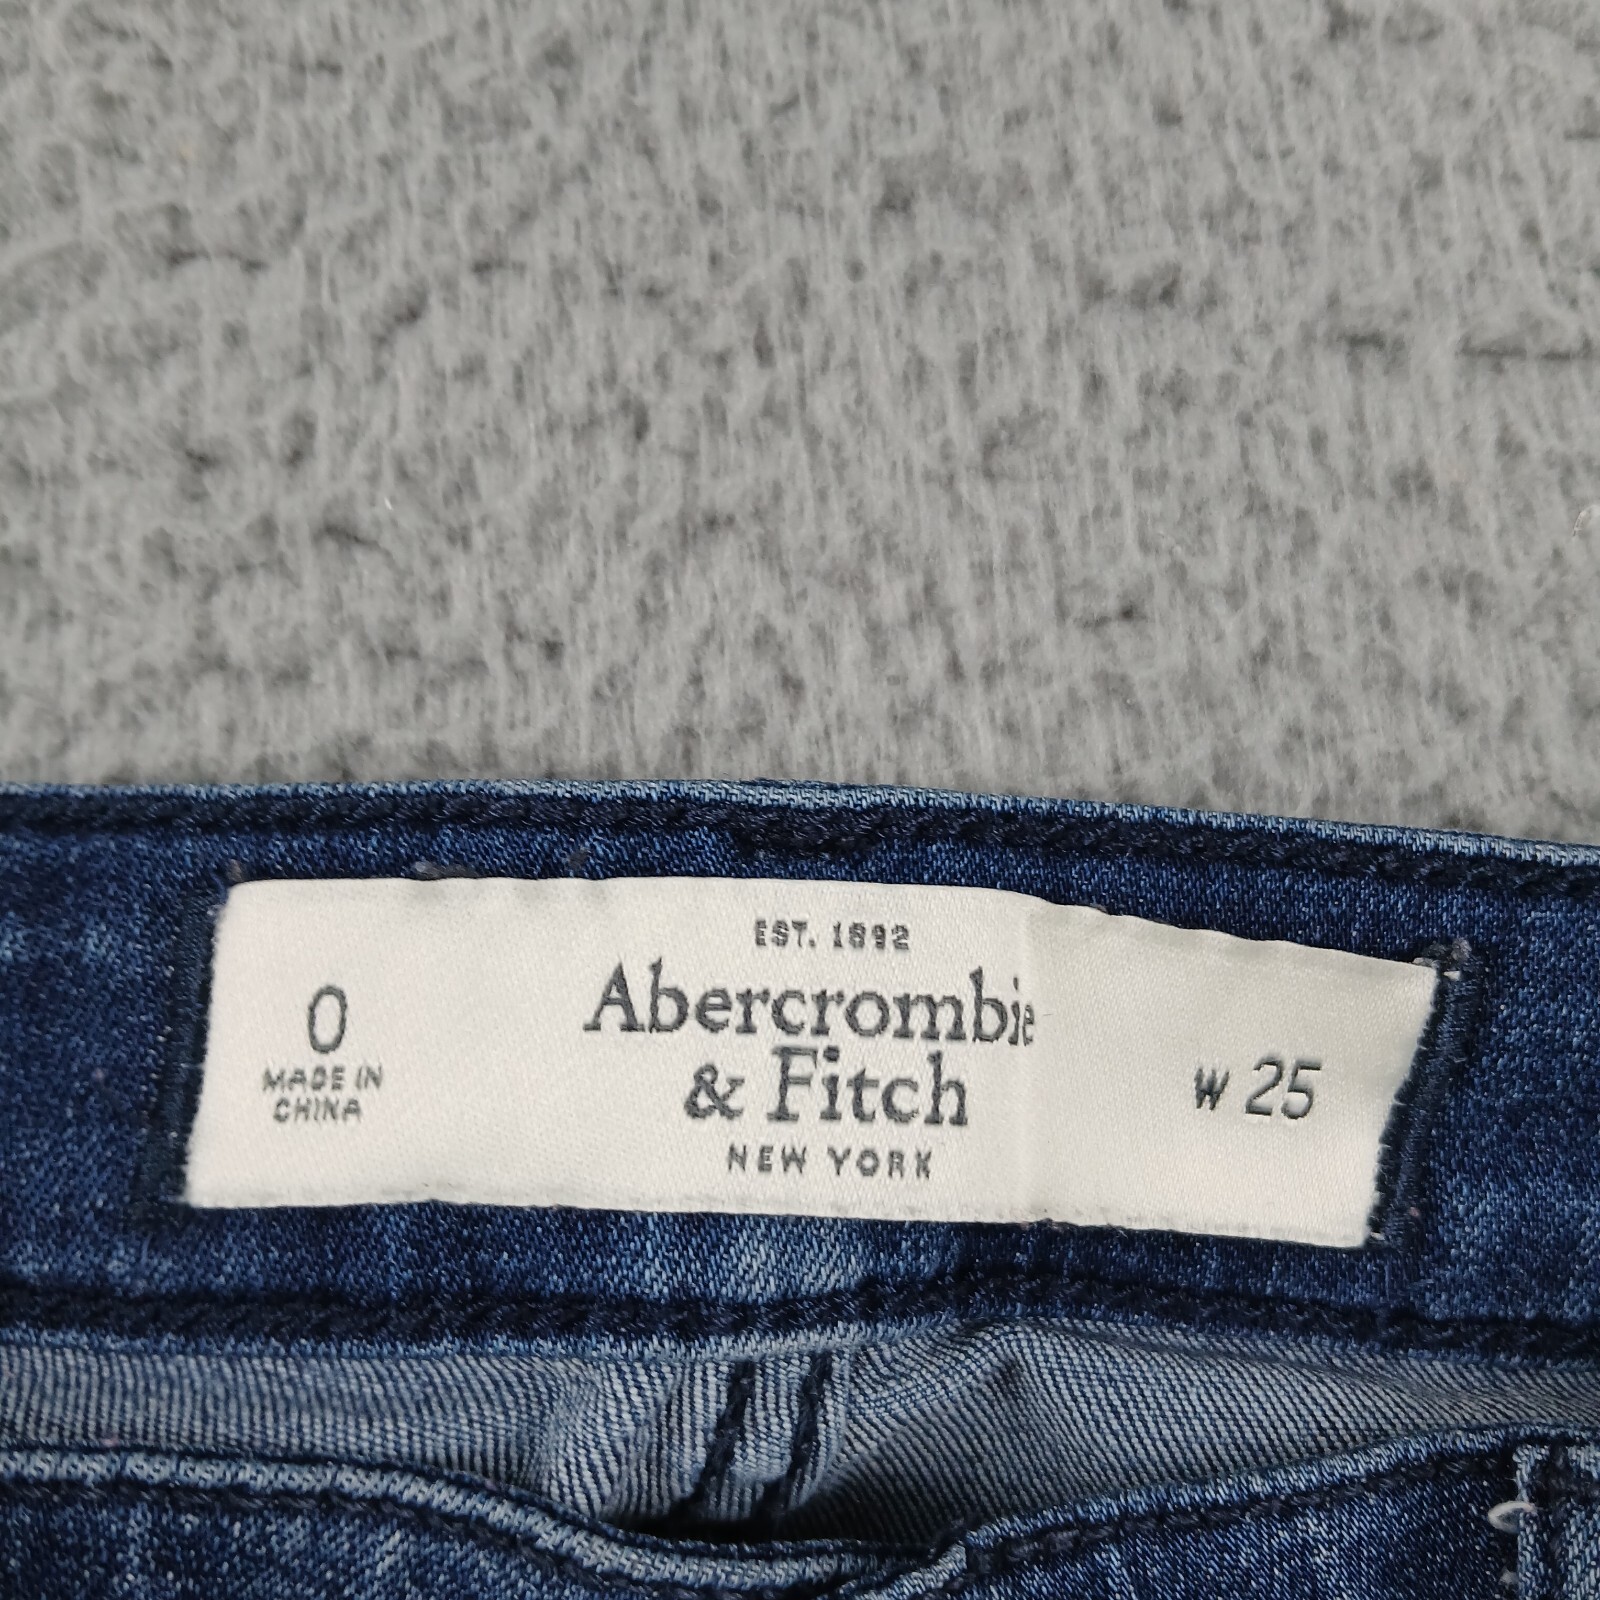 EST. 1892
Abercrombie
& Fitch
NEW YORK
0
MADE IN
CHINA
W 25